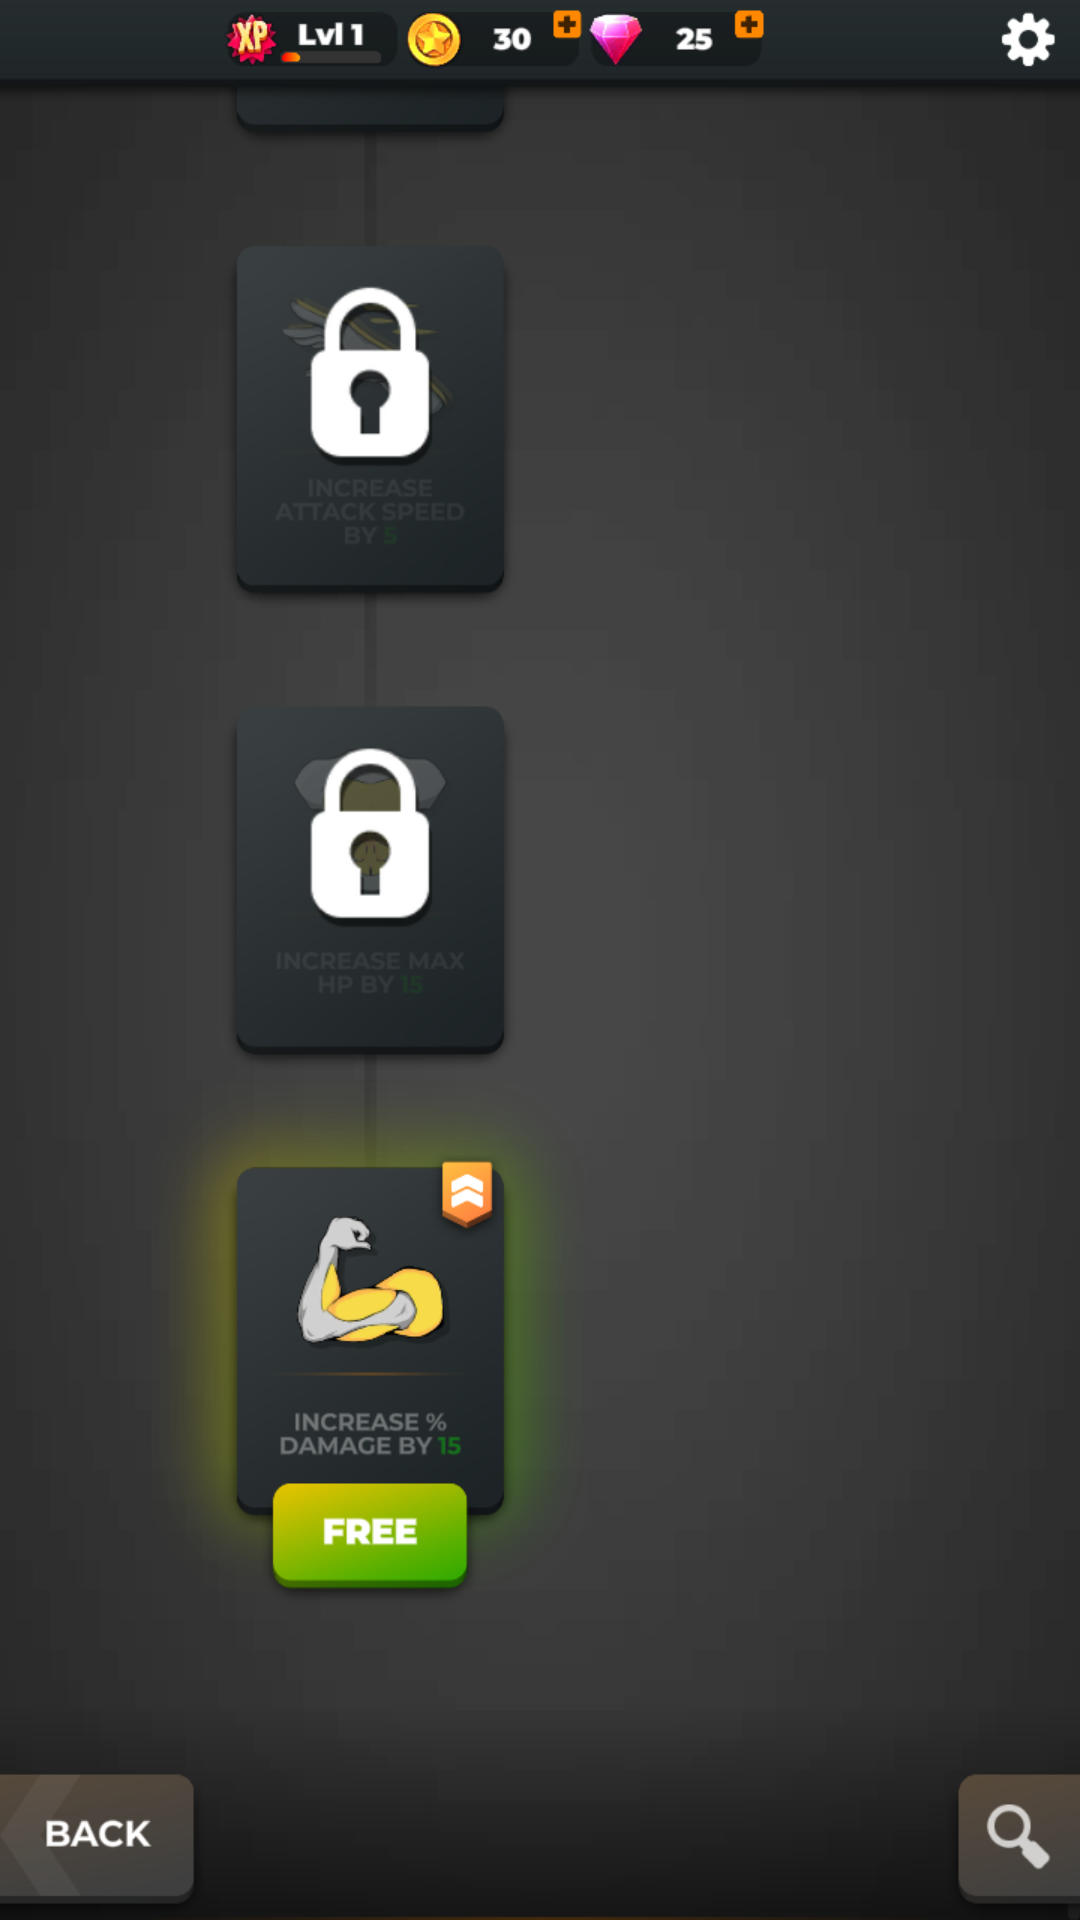 XP Lvl 1 30 25
INCREASE
ATTACK SPEED
BY 5
INCREASE MAX
HP BY 15
INCREASE %
DAMAGE BY 15
FREE
BACK